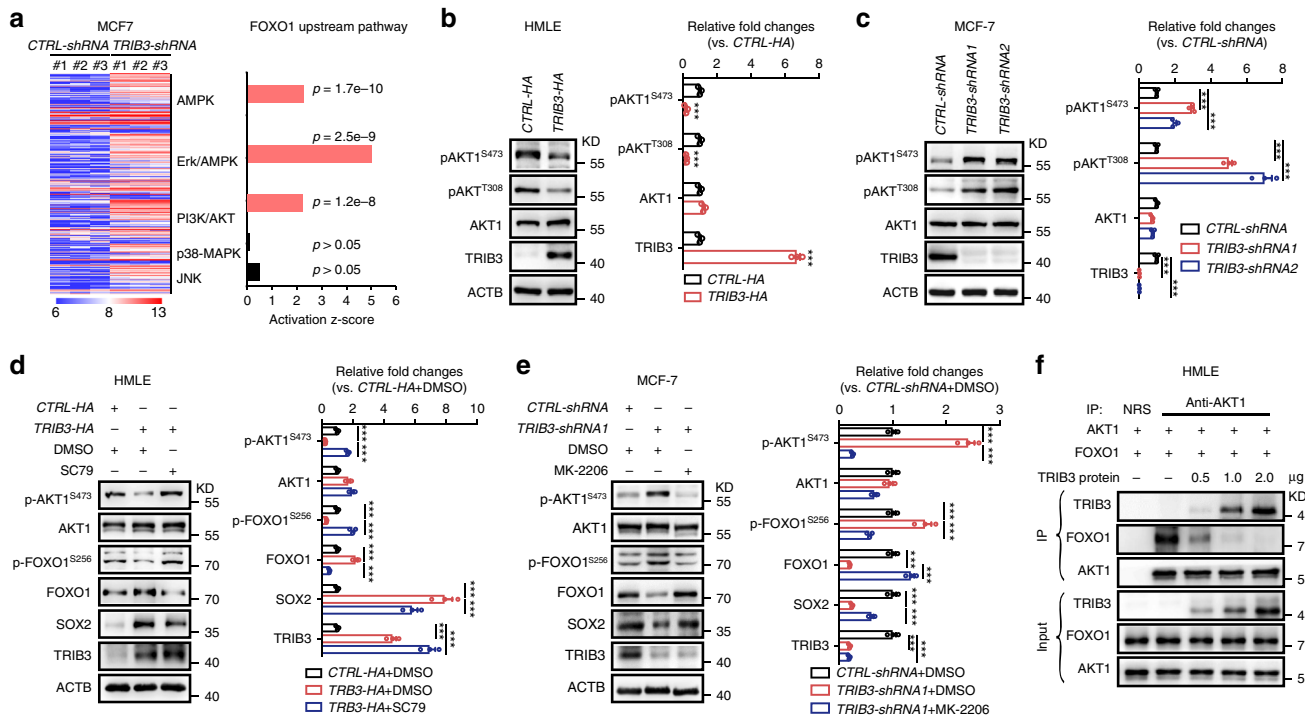 a
MCF7
CTRL-shRNA TRIB3-shRNA
#1 #2 #3 #1 #2 #3
AMPK
Erk/AMPK
PI3K/AKT
p38-MAPK
JNK
6 8 13
FOXO1 upstream pathway
p = 1.7e–10
p = 2.5e–9
p = 1.2e–8
p > 0.05
p > 0.05
0 1 2 3 4 5 6
Activation z-score
b
HMLE
CTRL-HA
TRIB3-HA
KD
pAKT1S473
55
pAKTT308
55
AKT1
55
TRIB3
40
ACTB
40
Relative fold changes
(vs. CTRL-HA)
0 2 4 6 8
pAKT1S473
***
pAKTT308
***
AKT1
TRIB3
***
CTRL-HA
TRIB3-HA
c
MCF-7
CTRL-shRNA
TRIB3-shRNA1
TRIB3-shRNA2
KD
pAKT1S473
55
pAKTT308
55
AKT1
55
TRIB3
40
ACTB
40
Relative fold changes
(vs. CTRL-shRNA)
0 2 4 6 8
pAKT1S473
***
***
pAKTT308
***
***
AKT1
TRIB3
***
***
CTRL-shRNA
TRIB3-shRNA1
TRIB3-shRNA2
d
HMLE
CTRL-HA + – –
TRIB3-HA – + +
DMSO + + –
SC79 – – +
KD
p-AKT1S473
55
AKT1
55
p-FOXO1S256
70
FOXO1
70
SOX2
35
TRIB3
40
ACTB
40
Relative fold changes
(vs. CTRL-HA+DMSO)
0 2 4 6 8 10
p-AKT1S473
*** ***
AKT1
p-FOXO1S256
*** ***
FOXO1
*** ***
SOX2
*** ***
TRIB3
***
***
CTRL-HA+DMSO
TRB3-HA+DMSO
TRB3-HA+SC79
e
MCF-7
CTRL-shRNA + – –
TRIB3-shRNA1 – + +
DMSO + + –
MK-2206 – – +
KD
p-AKT1S473
55
AKT1
55
p-FOXO1S256
70
FOXO1
70
SOX2
35
TRIB3
40
ACTB
40
Relative fold changes
(vs. CTRL-shRNA+DMSO)
0 1 2 3
p-AKT1S473
*** ***
AKT1
p-FOXO1S256
*** ***
FOXO1
***
***
SOX2
*** ***
TRIB3
***
***
CTRL-shRNA+DMSO
TRIB3-shRNA1+DMSO
TRIB3-shRNA1+MK-2206
f
HMLE
IP: NRS Anti-AKT1
AKT1 + + + + +
FOXO1 + + + + +
TRIB3 protein – – 0.5 1.0 2.0 μg
IP
TRIB3
FOXO1
AKT1
Input
TRIB3
FOXO1
AKT1